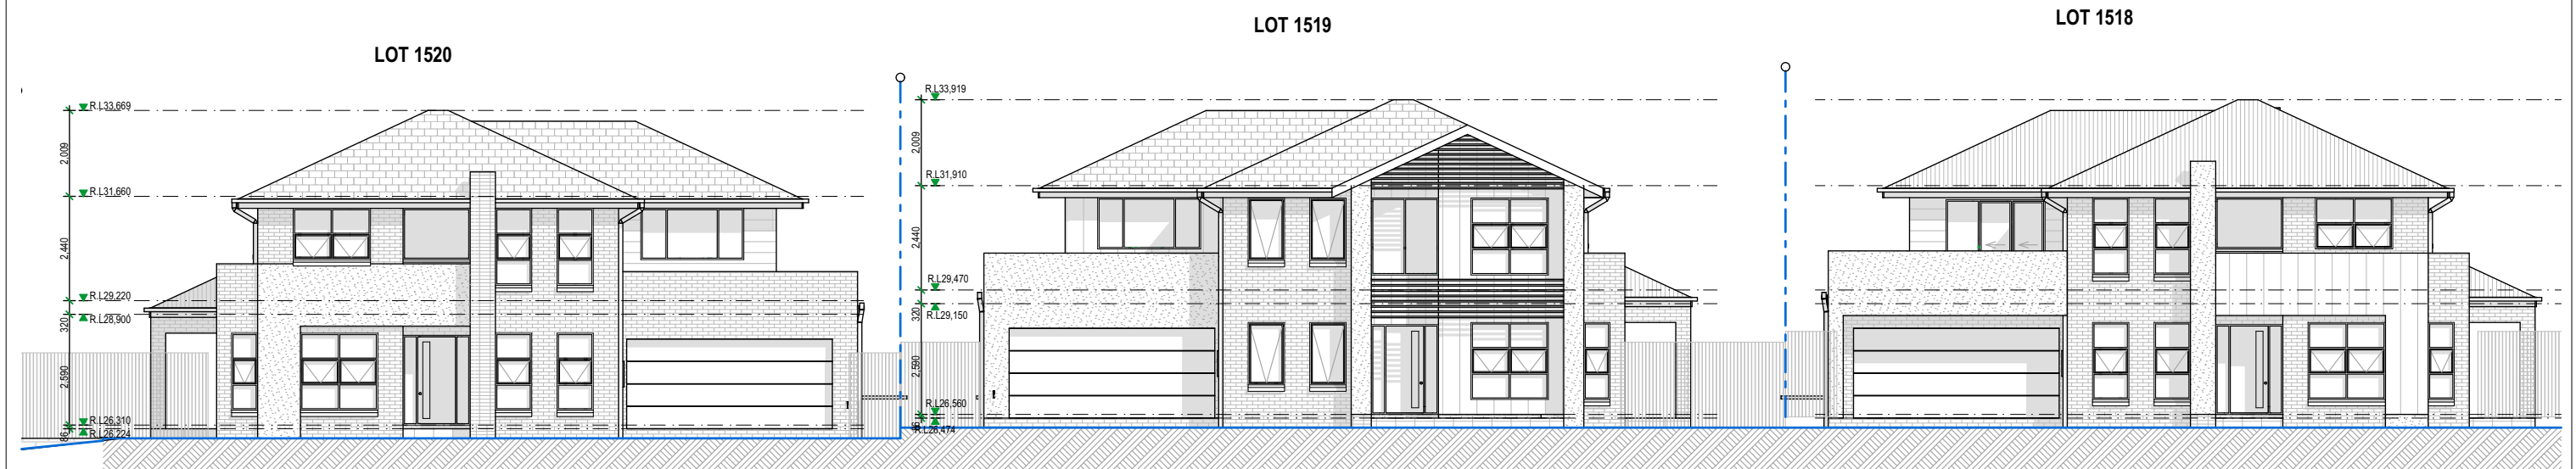 LOT 1520
LOT 1519
LOT 1518
R.L33,669
2,009
R.L31,660
2,440
R.L29,220
320
R.L28,900
2,590
R.L26,310
86
R.L26,224
R.L33,919
2,009
R.L31,910
2,440
R.L29,470
320
R.L29,150
2,590
R.L26,560
86
R.L26,474